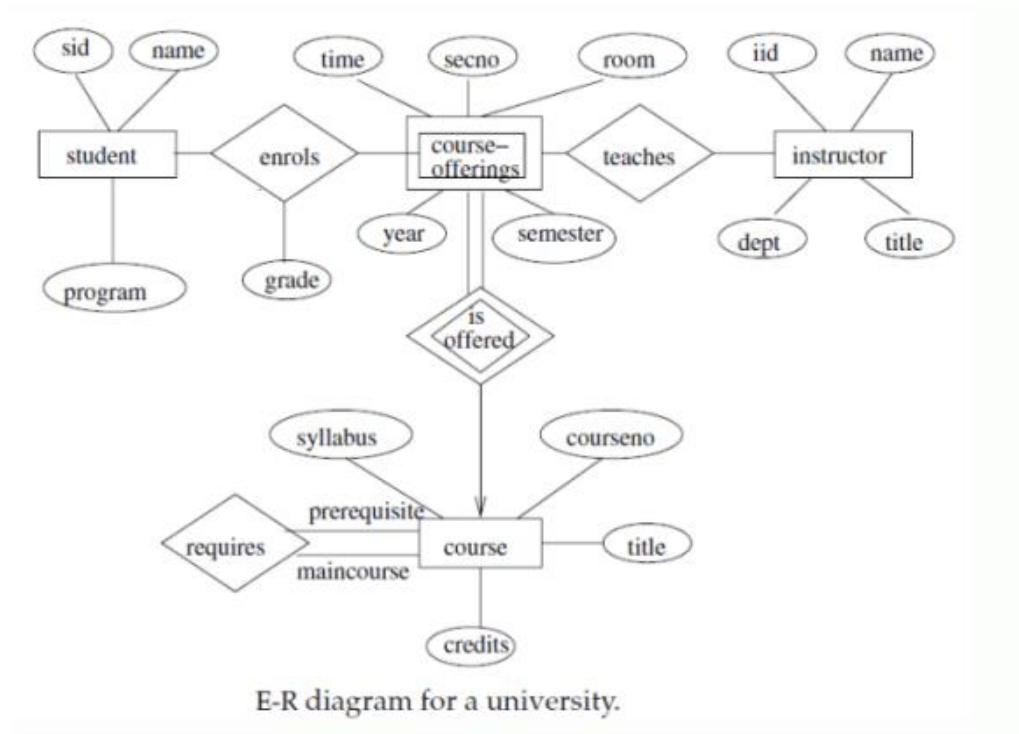 sid
name
time
secno
room
iid
name
student
enrols
course–
offerings
teaches
instructor
year
semester
dept
title
program
grade
is
offered
syllabus
courseno
prerequisite
requires
course
title
maincourse
credits
E-R diagram for a university.